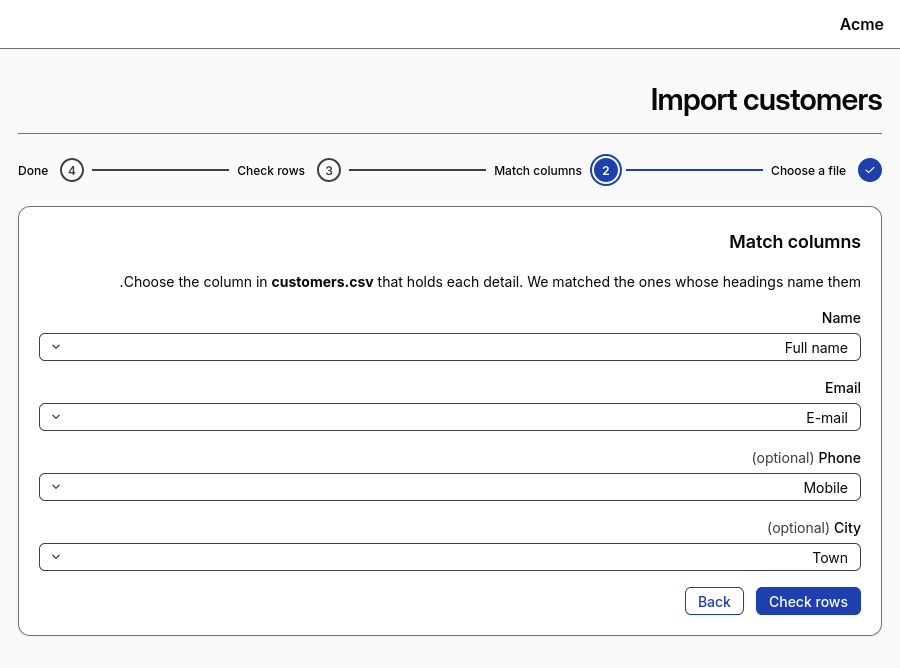 Acme
Import customers
Choose a file
2 Match columns
3 Check rows
4 Done
Match columns
Choose the column in customers.csv that holds each detail. We matched the ones whose headings name them.
Name
Full name
Email
E-mail
Phone (optional)
Mobile
City (optional)
Town
Check rows
Back